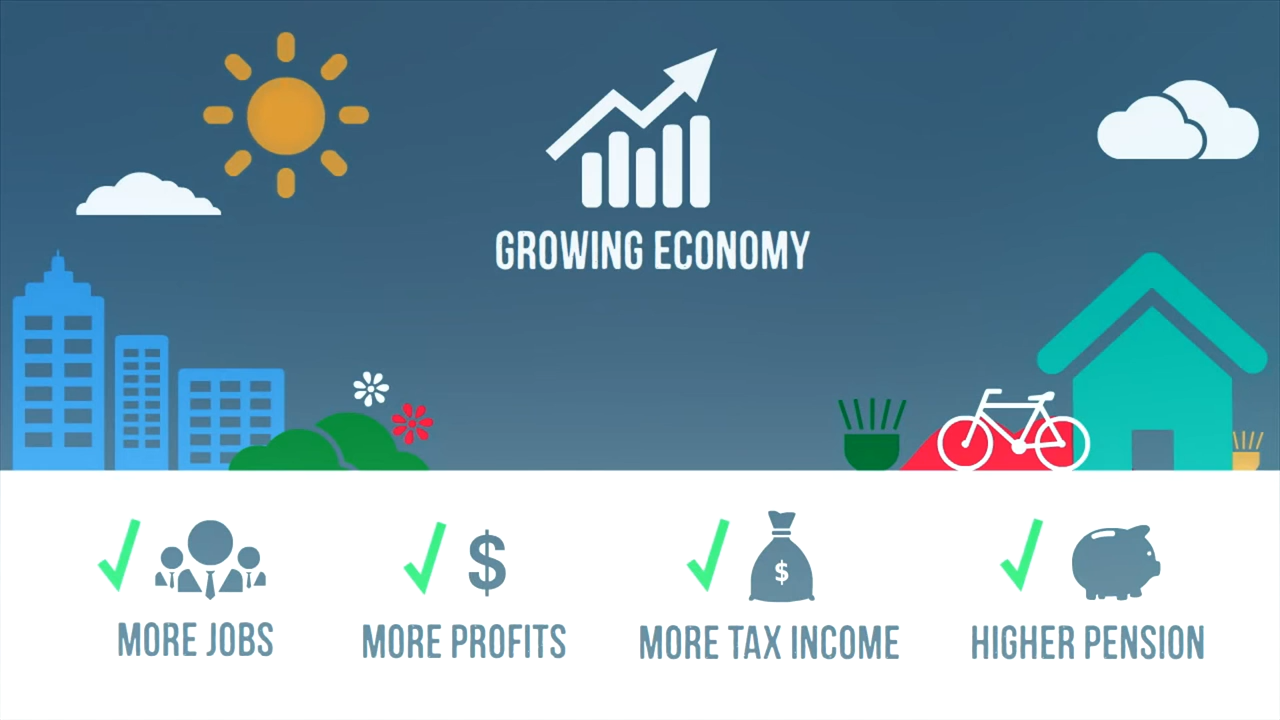 GROWING ECONOMY
$
$
MORE JOBS
MORE PROFITS
MORE TAX INCOME
HIGHER PENSION